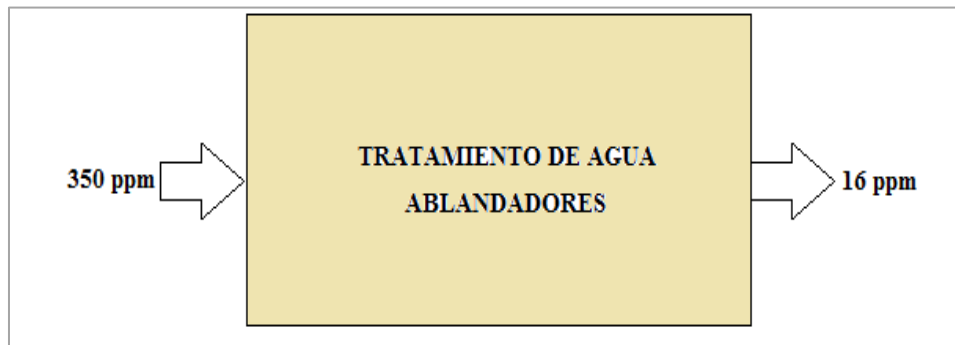 TRATAMIENTO DE AGUA
ABLANDADORES
350 ppm
16 ppm